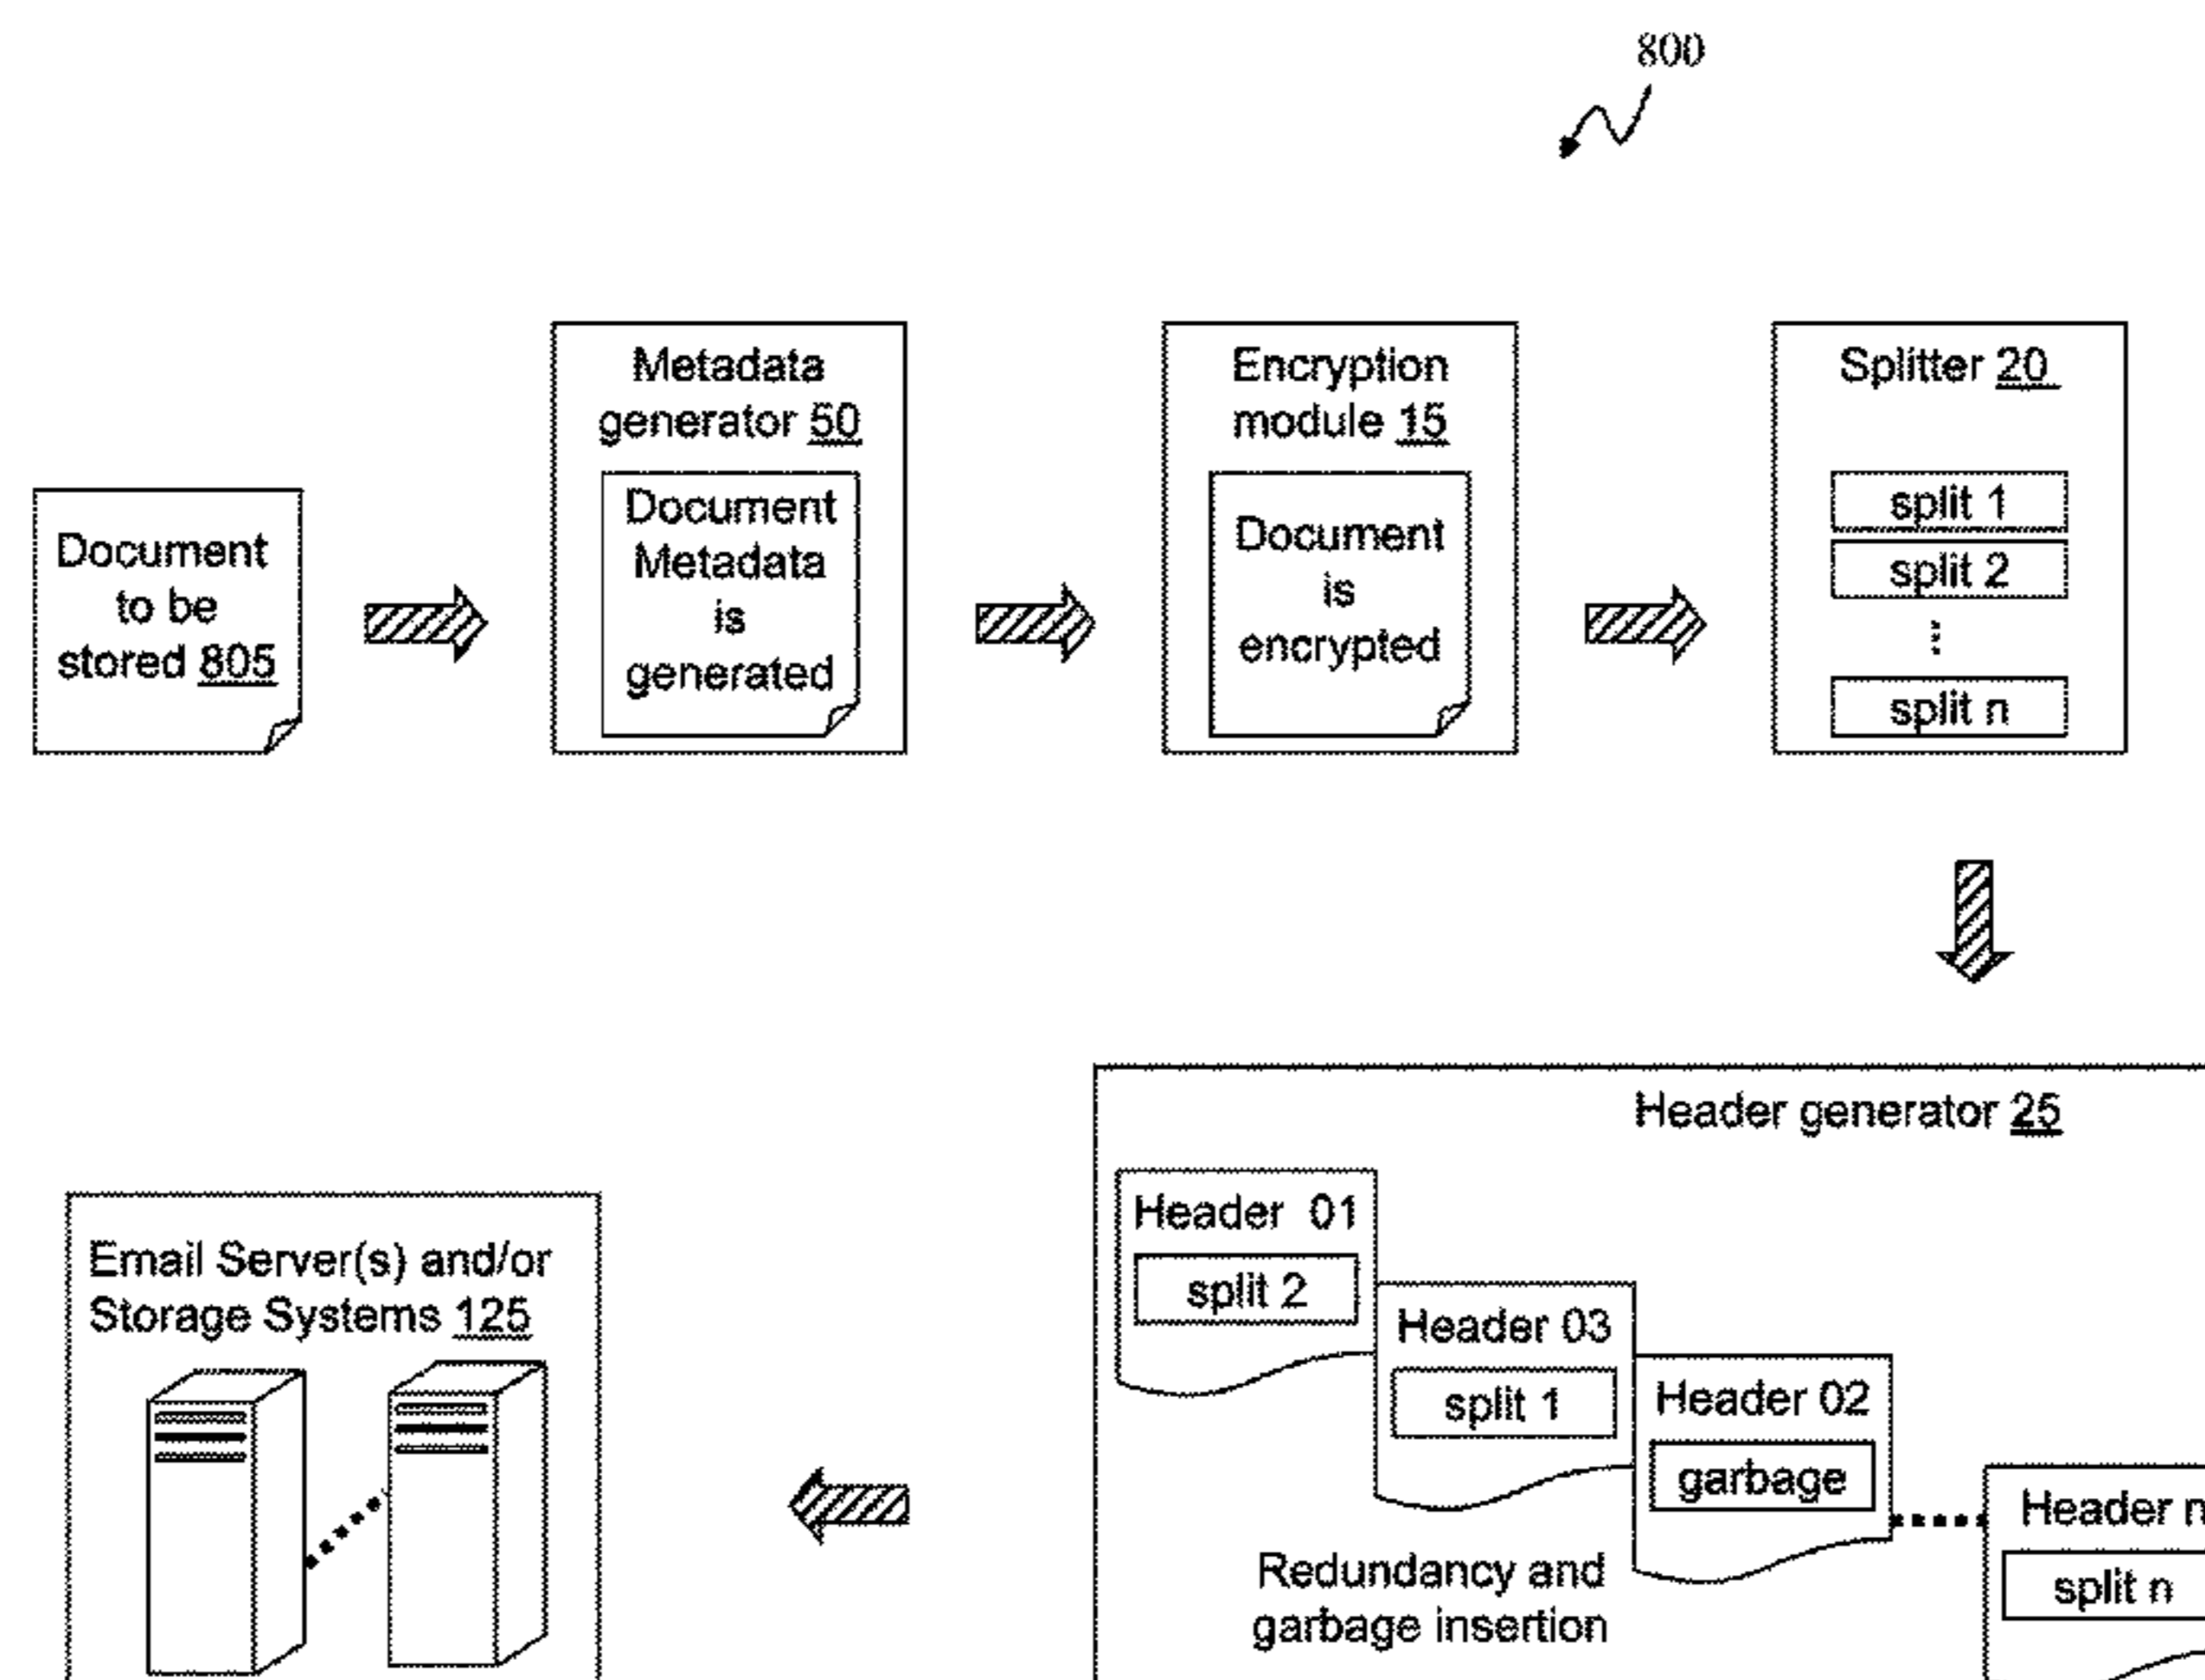 800
Document
to be
stored 805
Metadata
generator 50
Document
Metadata
is
generated
Encryption
module 15
Document
is
encrypted
Splitter 20
split 1
split 2
...
split n
Header generator 25
Header 01
split 2
Header 03
split 1
Header 02
garbage
Header n
split n
Redundancy and
garbage insertion
Email Server(s) and/or
Storage Systems 125